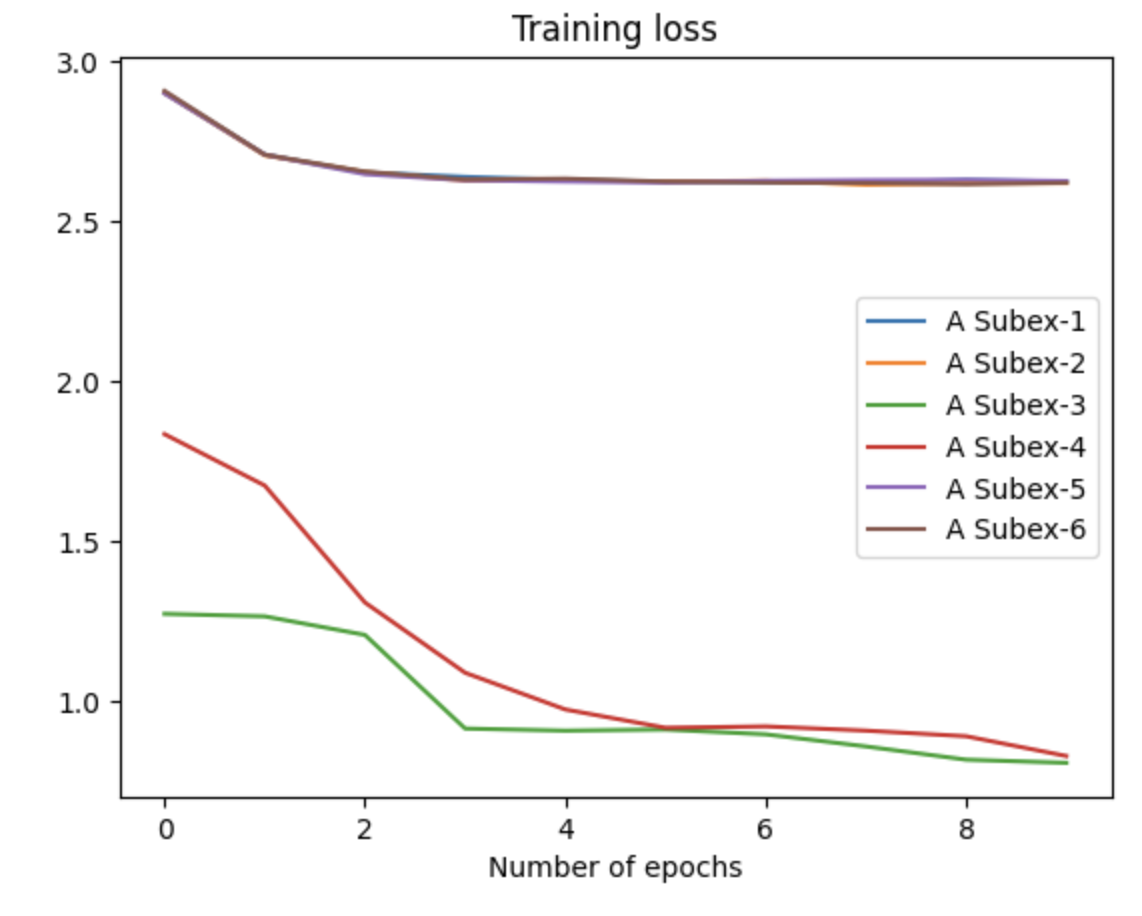 Training loss
3.0
2.5
2.0
1.5
1.0
A Subex-1
A Subex-2
A Subex-3
A Subex-4
A Subex-5
A Subex-6
0 2 4 6 8
Number of epochs